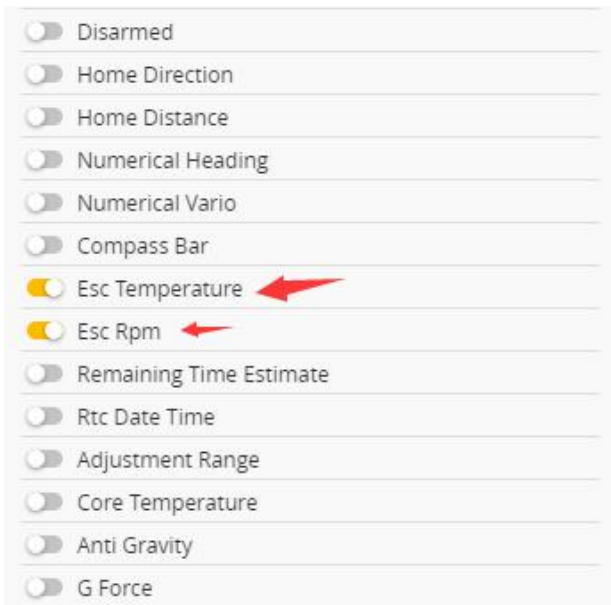 Disarmed
Home Direction
Home Distance
Numerical Heading
Numerical Vario
Compass Bar
Esc Temperature
Esc Rpm
Remaining Time Estimate
Rtc Date Time
Adjustment Range
Core Temperature
Anti Gravity
G Force